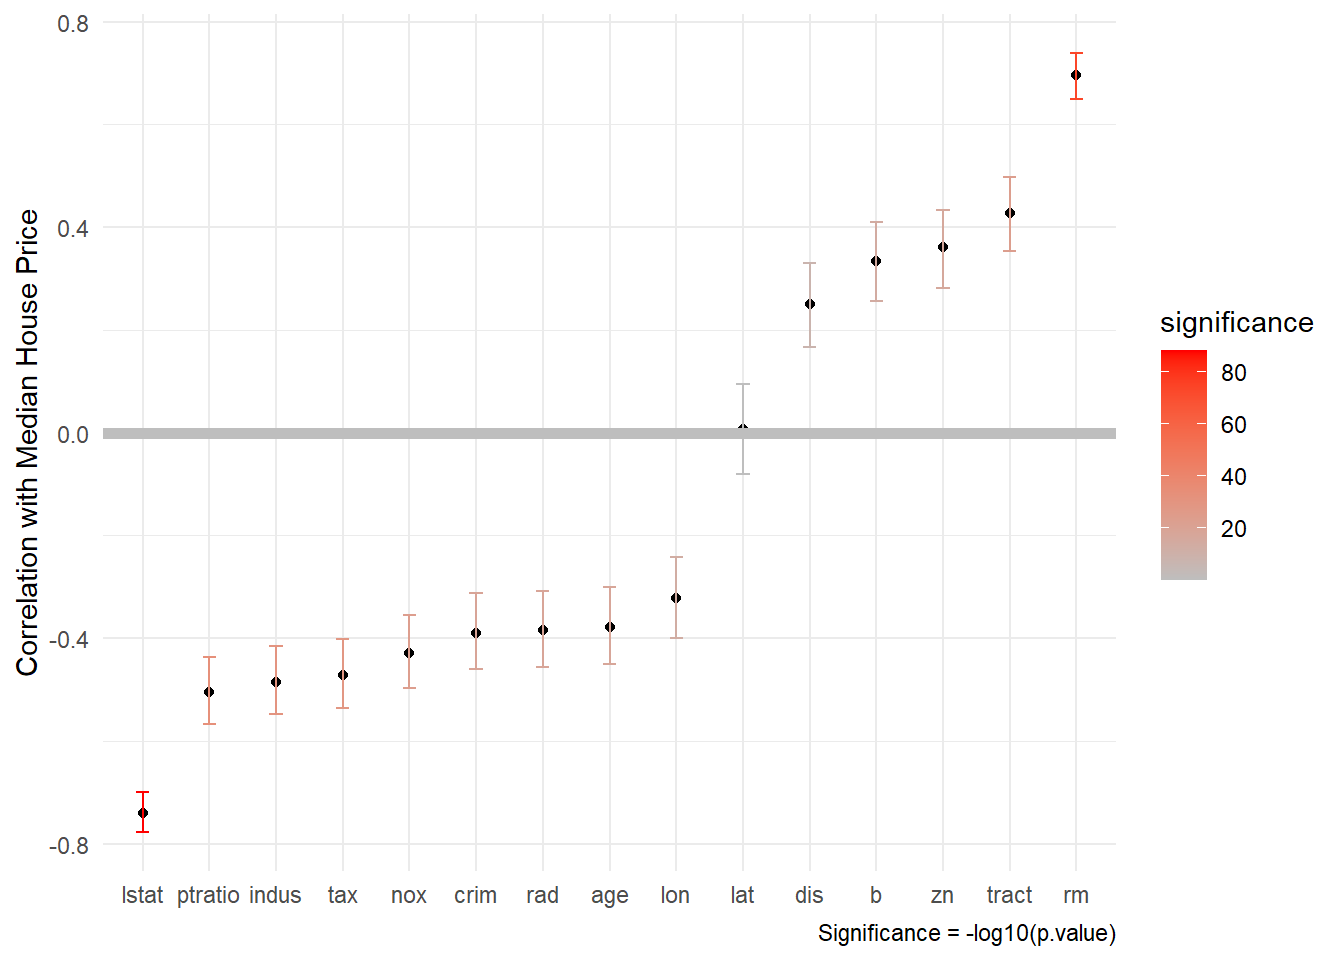 Correlation with Median House Price
0.8
0.4
0.0
-0.4
-0.8
lstat ptratio indus tax nox crim rad age lon lat dis b zn tract rm
Significance = -log10(p.value)
significance
80
60
40
20